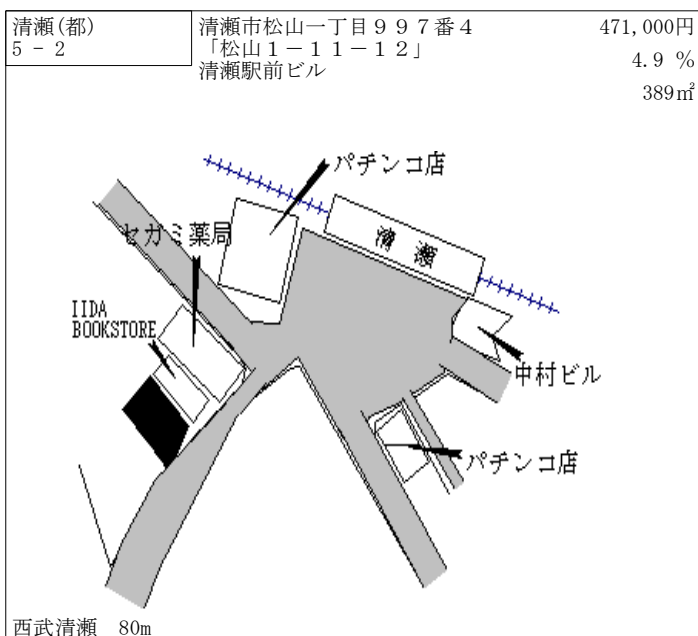 清瀬(都)
5－2
清瀬市松山一丁目９９７番４
「松山１－１１－１２」
清瀬駅前ビル
471,000円
4.9 %
389㎡
パチンコ店
セガミ薬局
清瀬
IIDA
BOOKSTORE
中村ビル
パチンコ店
西武清瀬　80m